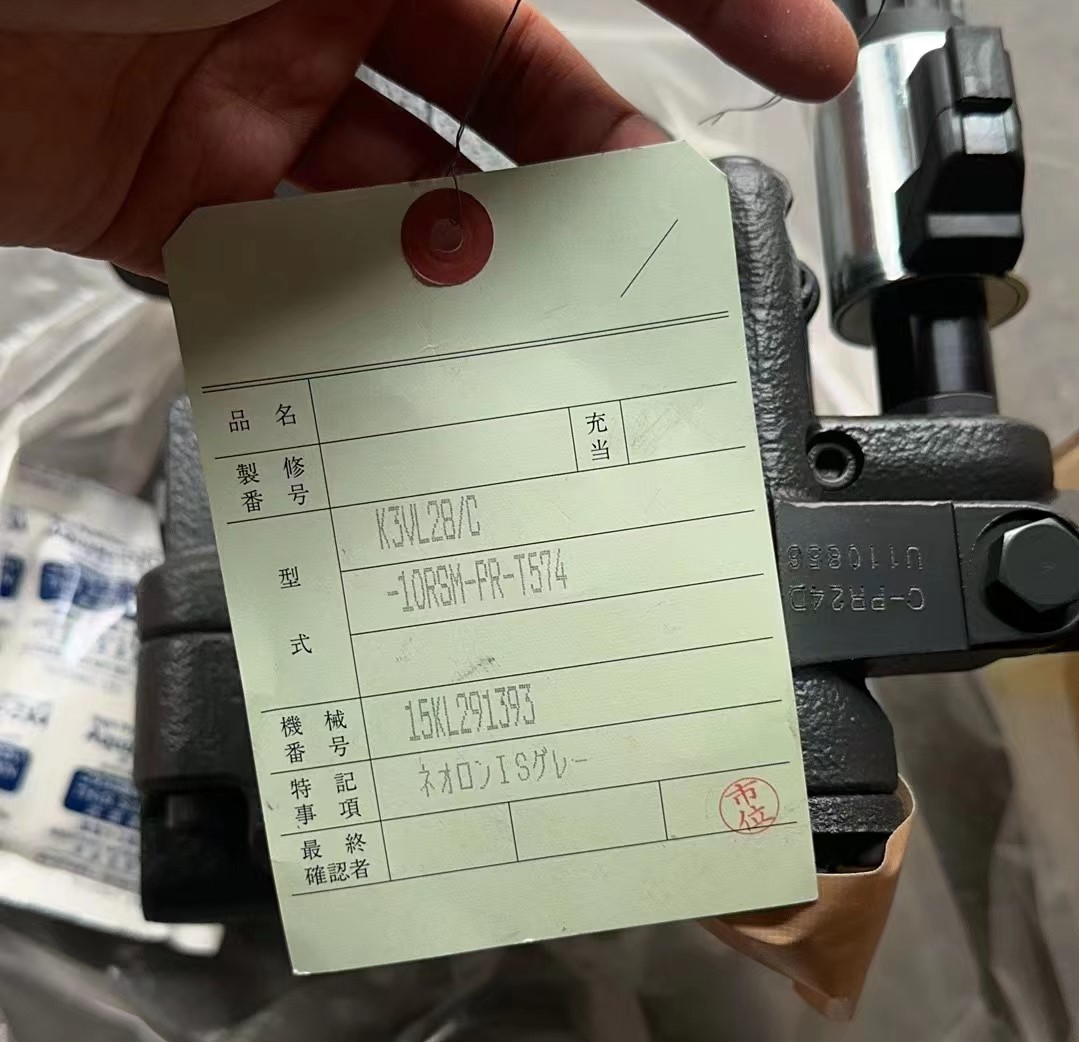 品名
充当
製修番号
型式
K3VL28/C
-10RSM-PR-T574
機械番号
15KL291393
特記事項
ネオロンISグレー
最終確認者
市位
C-PR24D
U110856